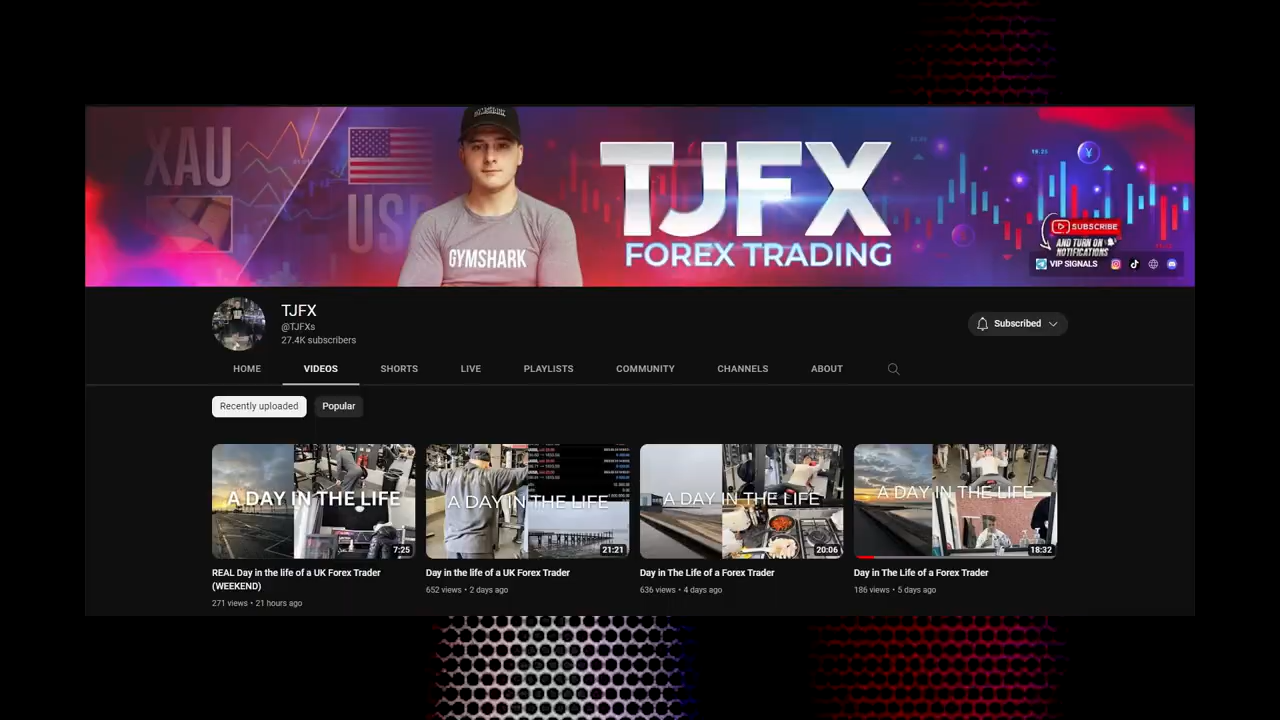 XAU
USD
GYMSHARK
TJFX
FOREX TRADING
SUBSCRIBE
AND TURN ON
NOTIFICATIONS
VIP SIGNALS
TJFX
@TJFXs
27.4K subscribers
Subscribed
HOME VIDEOS SHORTS LIVE PLAYLISTS COMMUNITY CHANNELS ABOUT
Recently uploaded Popular
A DAY IN THE LIFE
7:25
A DAY IN THE LIFE
21:21
A DAY IN THE LIFE
20:06
A DAY IN THE LIFE
18:32
REAL Day in the life of a UK Forex Trader
(WEEKEND)
271 views • 21 hours ago
Day in the life of a UK Forex Trader
652 views • 2 days ago
Day in The Life of a Forex Trader
636 views • 4 days ago
Day in The Life of a Forex Trader
186 views • 5 days ago